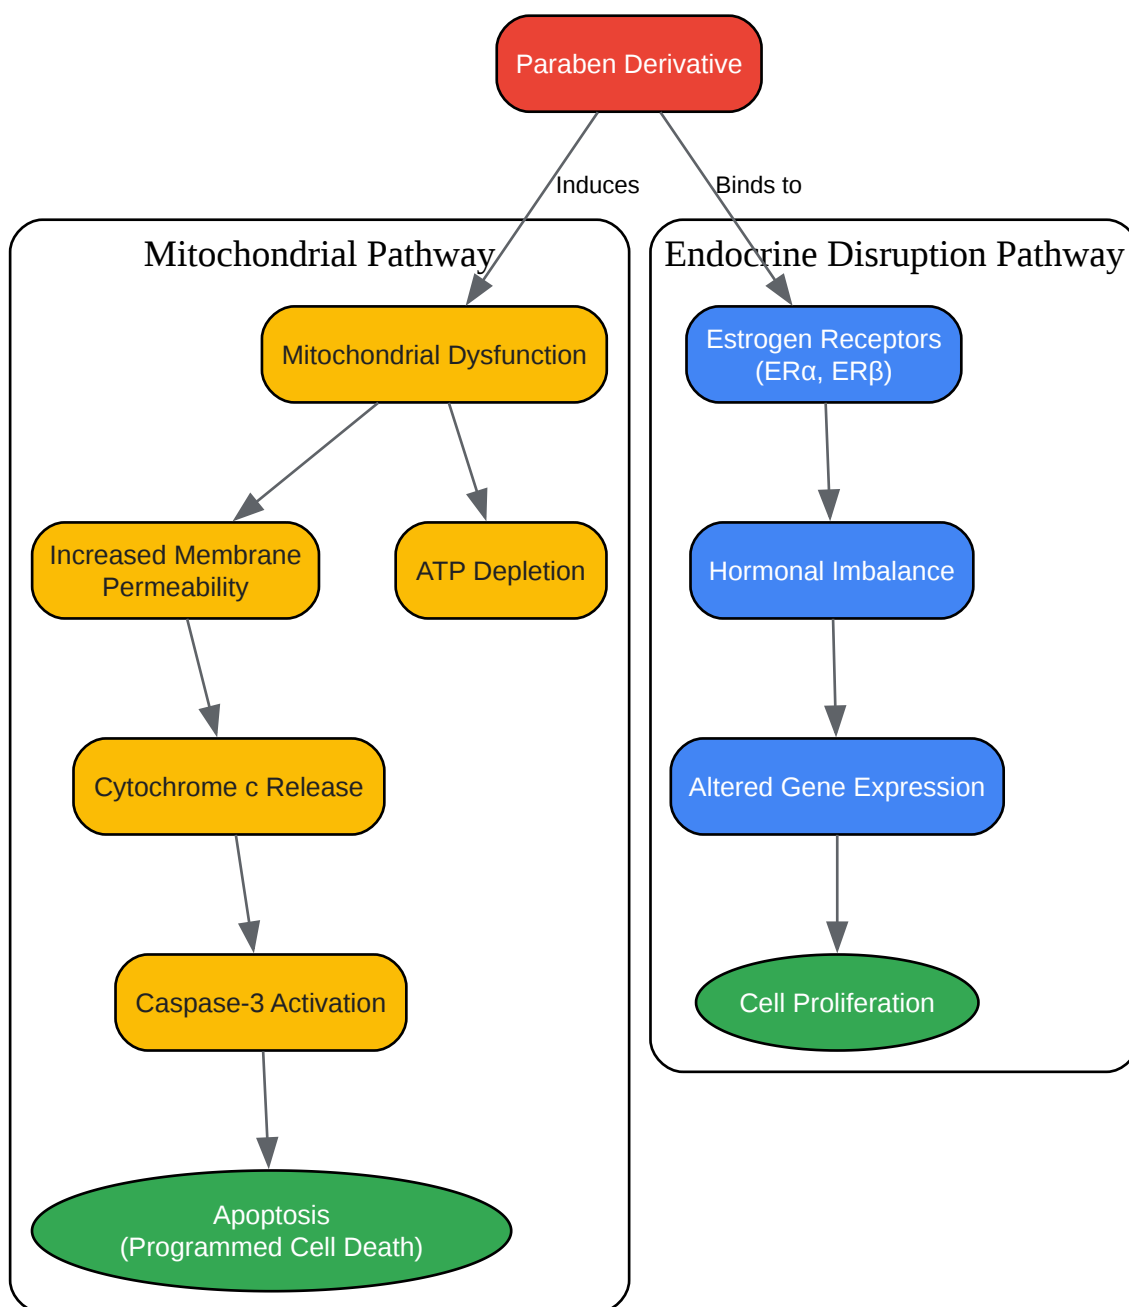 Paraben Derivative
Induces
Binds to
Mitochondrial Pathway
Endocrine Disruption Pathway
Mitochondrial Dysfunction
Estrogen Receptors
(ERα, ERβ)
Increased Membrane
Permeability
ATP Depletion
Hormonal Imbalance
Cytochrome c Release
Altered Gene Expression
Caspase-3 Activation
Cell Proliferation
Apoptosis
(Programmed Cell Death)